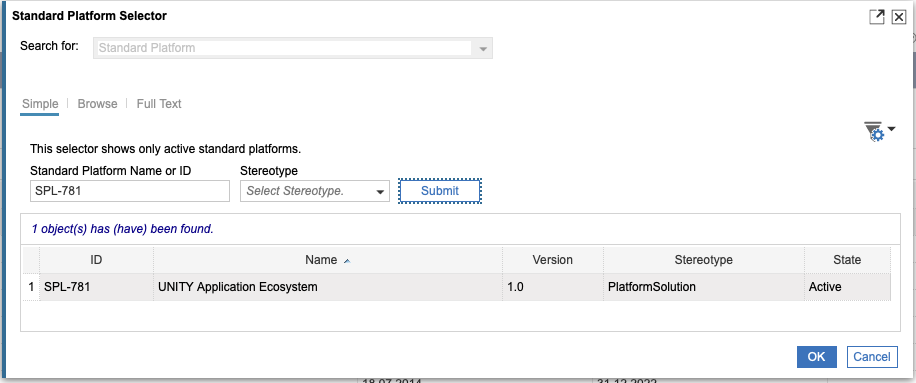 Standard Platform Selector
Search for: Standard Platform
Simple Browse Full Text
This selector shows only active standard platforms.
Standard Platform Name or ID Stereotype
SPL-781 Select Stereotype. Submit
1 object(s) has (have) been found.
ID Name Version Stereotype State
1 SPL-781 UNITY Application Ecosystem 1.0 PlatformSolution Active
OK Cancel
18.07.2014 31.12.2022